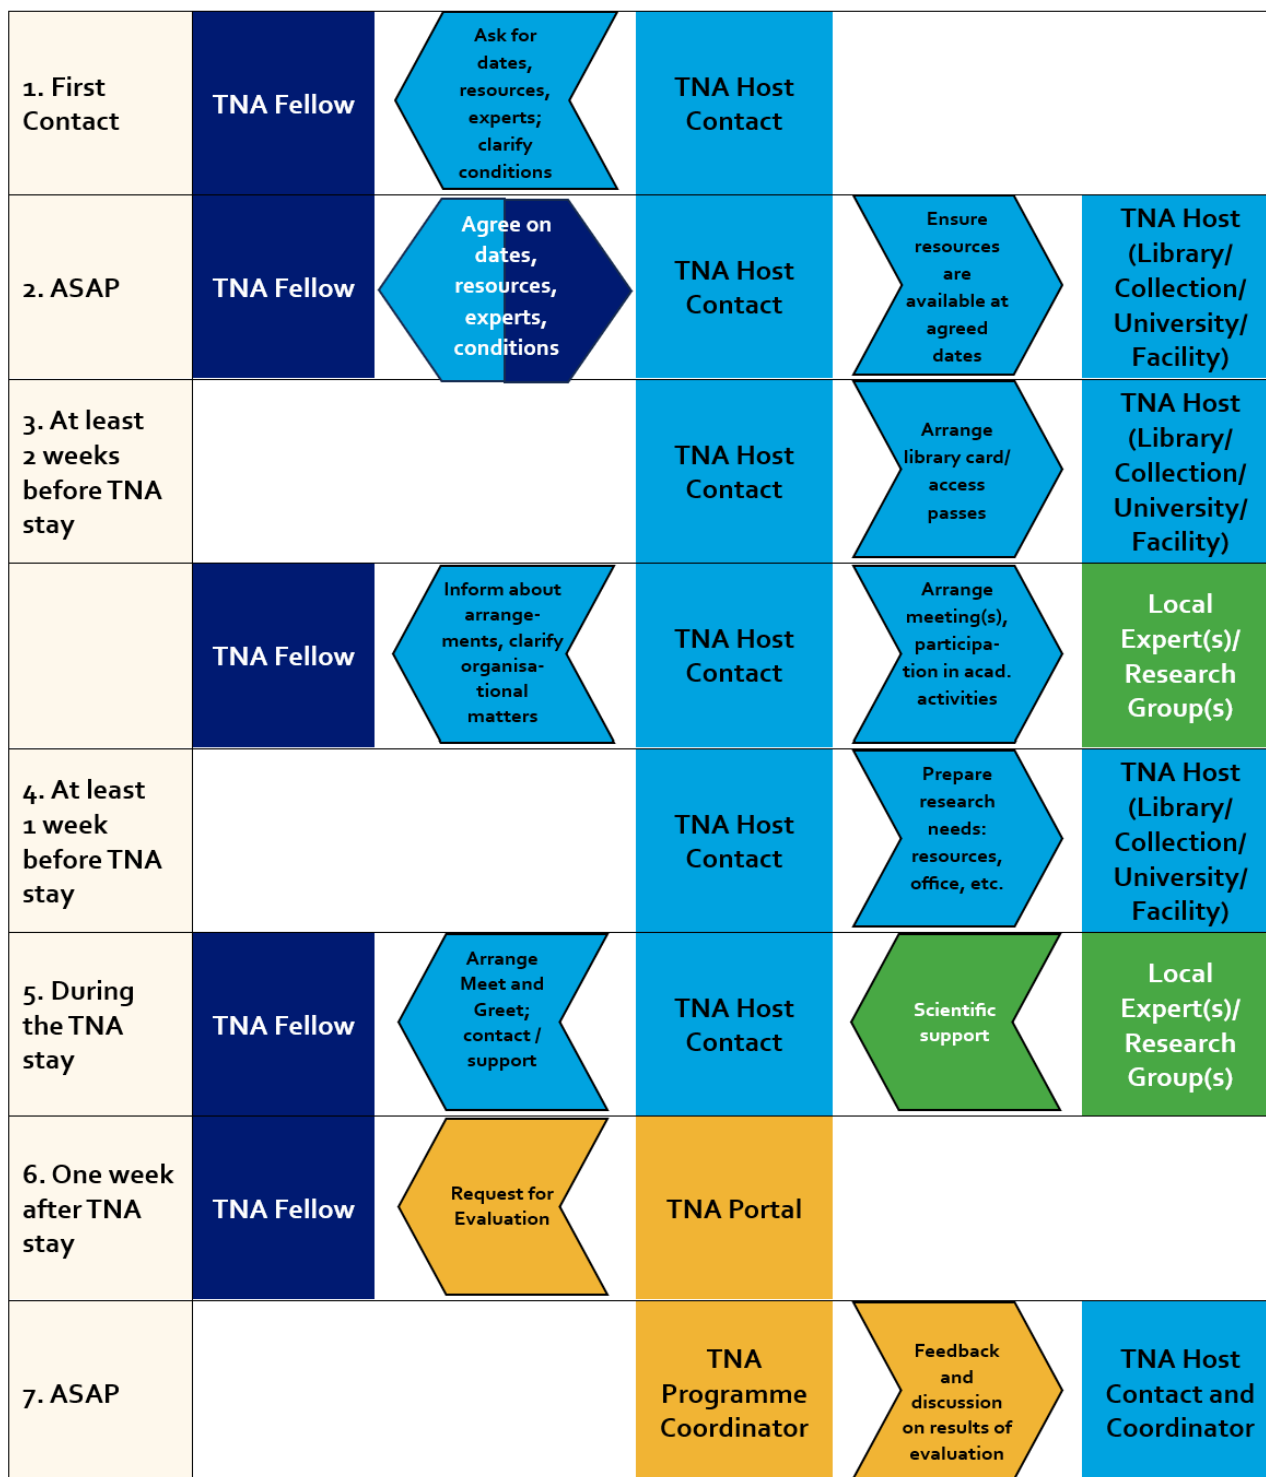 1. First
Contact
TNA Fellow
Ask for
dates,
resources,
experts;
clarify
conditions
TNA Host
Contact
2. ASAP
TNA Fellow
Agree on
dates,
resources,
experts,
conditions
TNA Host
Contact
Ensure
resources
are
available at
agreed
dates
TNA Host
(Library/
Collection/
University/
Facility)
3. At least
2 weeks
before TNA
stay
TNA Host
Contact
Arrange
library card/
access
passes
TNA Host
(Library/
Collection/
University/
Facility)
TNA Fellow
Inform about
arrange-
ments, clarify
organisa-
tional
matters
TNA Host
Contact
Arrange
meeting(s),
participa-
tion in acad.
activities
Local
Expert(s)/
Research
Group(s)
4. At least
1 week
before TNA
stay
TNA Host
Contact
Prepare
research
needs:
resources,
office, etc.
TNA Host
(Library/
Collection/
University/
Facility)
5. During
the TNA
stay
TNA Fellow
Arrange
Meet and
Greet;
contact /
support
TNA Host
Contact
Scientific
support
Local
Expert(s)/
Research
Group(s)
6. One week
after TNA
stay
TNA Fellow
Request for
Evaluation
TNA Portal
7. ASAP
TNA
Programme
Coordinator
Feedback
and
discussion
on results of
evaluation
TNA Host
Contact and
Coordinator